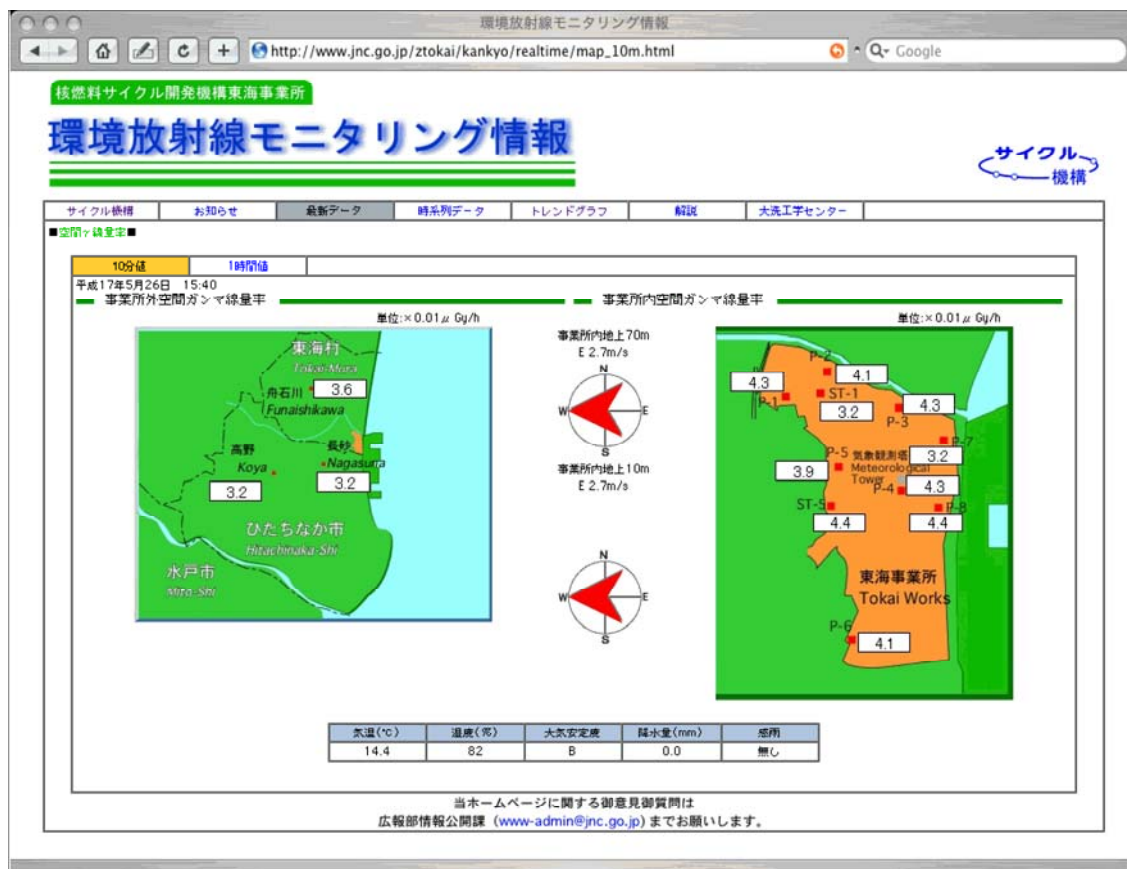 環境放射線モニタリング情報
http://www.jnc.go.jp/ztokai/kankyo/realtime/map_10m.html
Google
核燃料サイクル開発機構東海事業所
環境放射線モニタリング情報
サイクル
機構
サイクル機構 お知らせ 最新データ 時系列データ トレンドグラフ 解説 大洗工学センター
■空間γ線量率■
10分値 1時間値
平成17年5月26日 15:40
事業所外空間ガンマ線量率
単位:×0.01μ Gy/h
東海村
Tokai-Mura
3.6
舟石川
Funaishikawa
高野
Koya
3.2
長砂
Nagasuna
3.2
ひたちなか市
Hitachinaka-Shi
水戸市
Mito-Shi
事業所内地上70m
E 2.7m/s
N
W E
S
事業所内地上10m
E 2.7m/s
N
W E
S
事業所内空間ガンマ線量率
単位:×0.01μ Gy/h
P-2
4.1
4.3
P-1
ST-1
3.2
4.3
P-3
P-7
3.2
P-5
3.9
気象観測塔
Meteorological
Tower
P-4
4.3
ST-5
4.4
P-8
4.4
東海事業所
Tokai Works
P-6
4.1
気温(℃) 湿度(%) 大気安定度 降水量(mm) 感雨
14.4 82 B 0.0 無し
当ホームページに関する御意見御質問は
広報部情報公開課 (www-admin@jnc.go.jp) までお願いします。